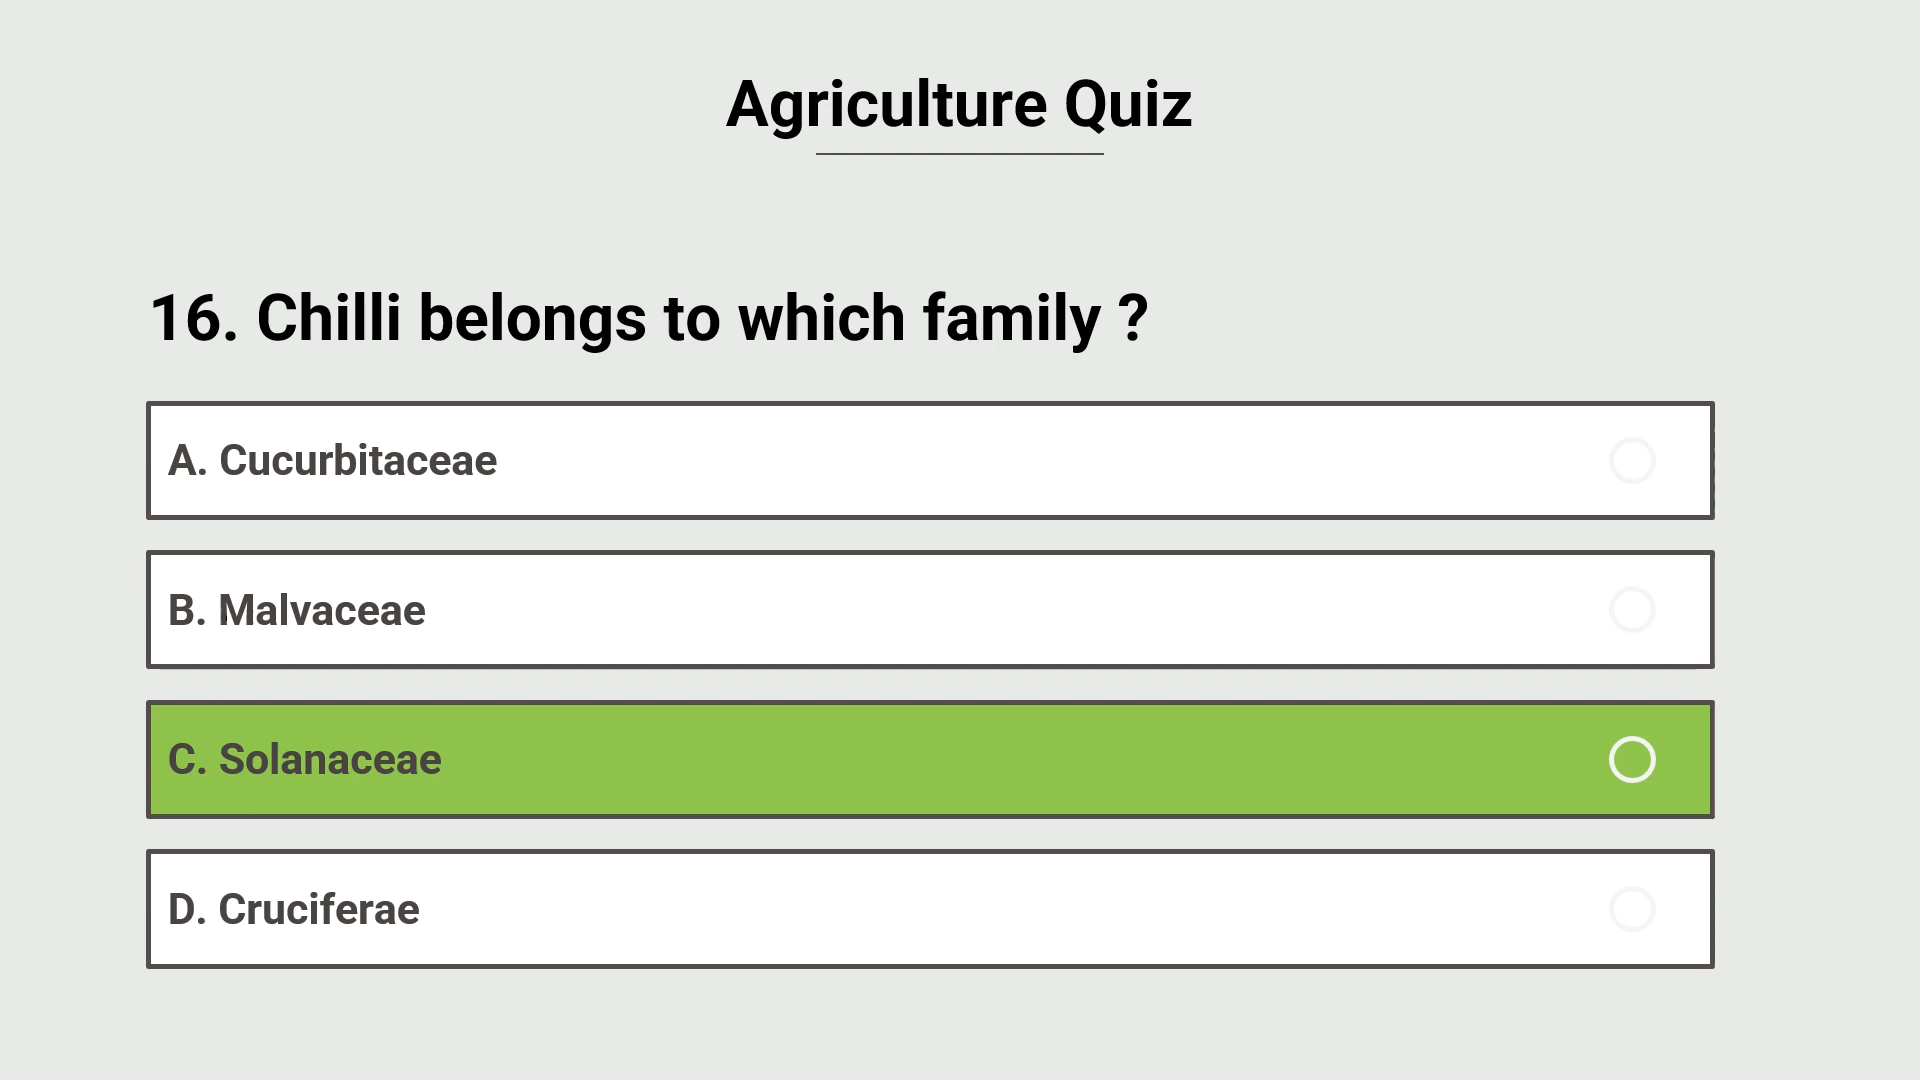 Agriculture Quiz
16. Chilli belongs to which family ?
A. Cucurbitaceae
B. Malvaceae
C. Solanaceae
D. Cruciferae